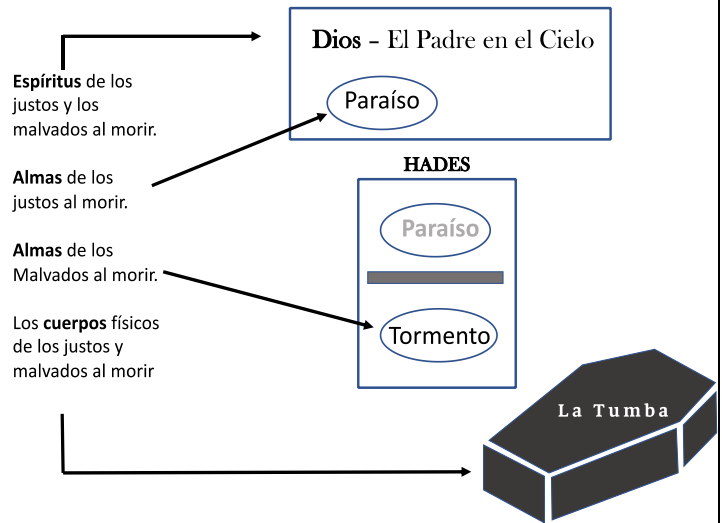 Dios – El Padre en el Cielo
Paraíso
Espíritus de los
justos y los
malvados al morir.
Almas de los
justos al morir.
Almas de los
Malvados al morir.
Los cuerpos físicos
de los justos y
malvados al morir
HADES
Paraíso
Tormento
La Tumba